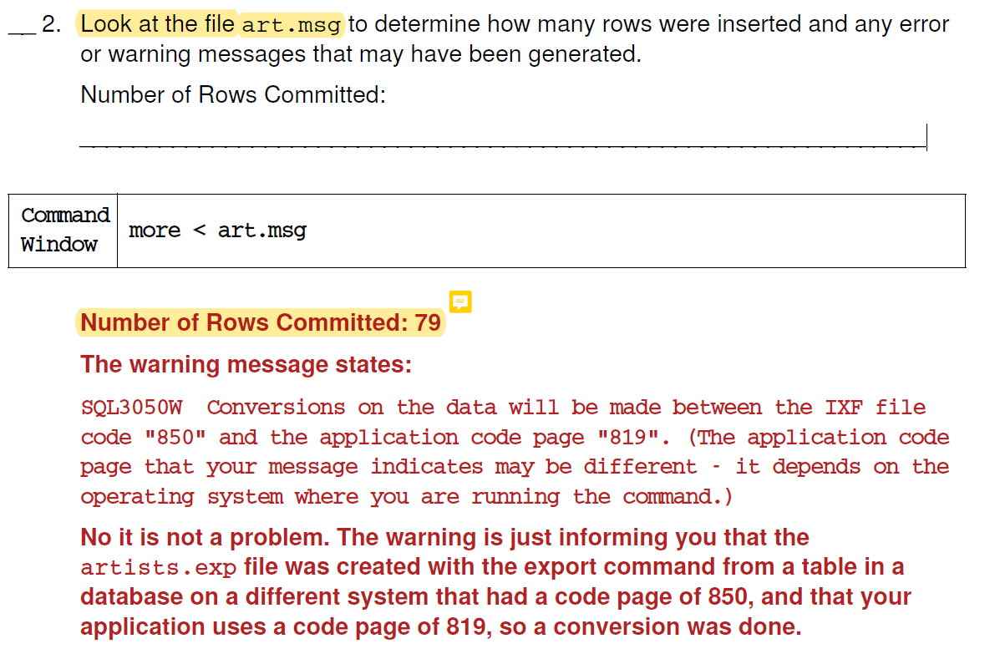 __ 2. Look at the file art.msg to determine how many rows were inserted and any error
or warning messages that may have been generated.
Number of Rows Committed:
Command
Window
more < art.msg
Number of Rows Committed: 79
The warning message states:
SQL3050W  Conversions on the data will be made between the IXF file
code "850" and the application code page "819". (The application code
page that your message indicates may be different - it depends on the
operating system where you are running the command.)
No it is not a problem. The warning is just informing you that the
artists.exp file was created with the export command from a table in a
database on a different system that had a code page of 850, and that your
application uses a code page of 819, so a conversion was done.